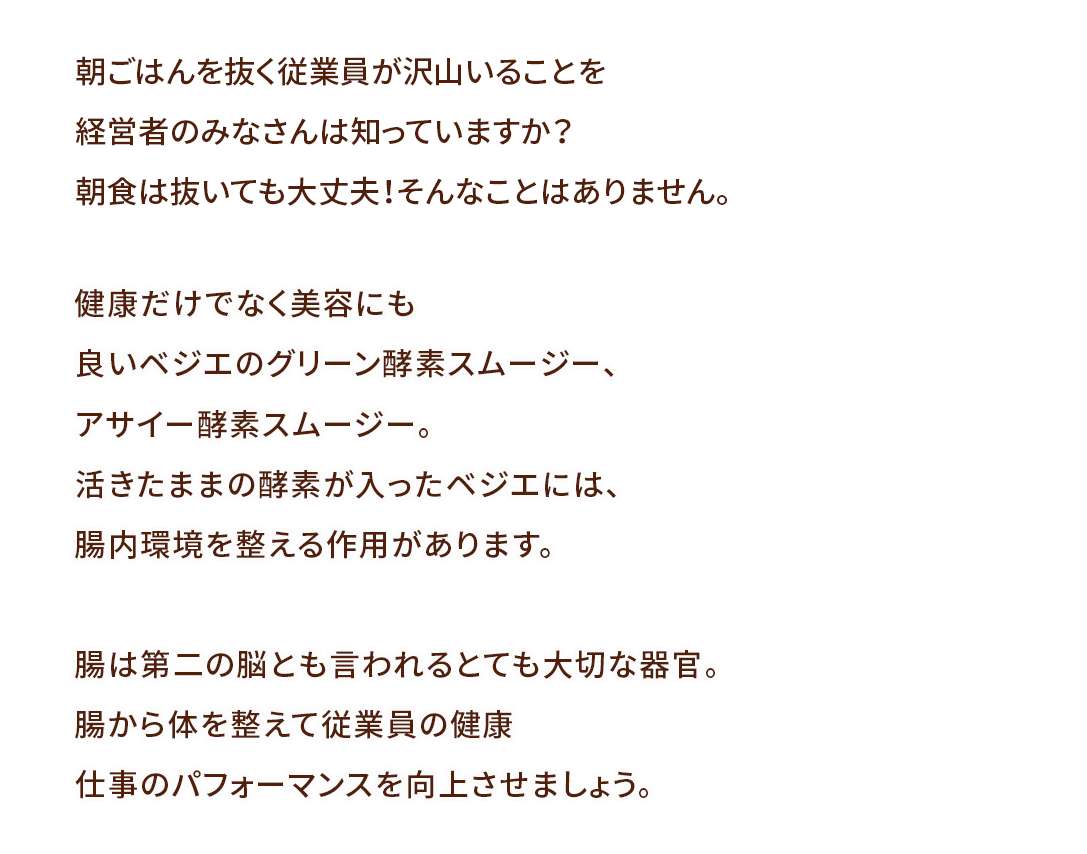 朝ごはんを抜く従業員が沢山いることを
経営者のみなさんは知っていますか？
朝食は抜いても大丈夫！そんなことはありません。
健康だけでなく美容にも
良いベジエのグリーン酵素スムージー、
アサイー酵素スムージー。
活きたままの酵素が入ったベジエには、
腸内環境を整える作用があります。
腸は第二の脳とも言われるとても大切な器官。
腸から体を整えて従業員の健康
仕事のパフォーマンスを向上させましょう。